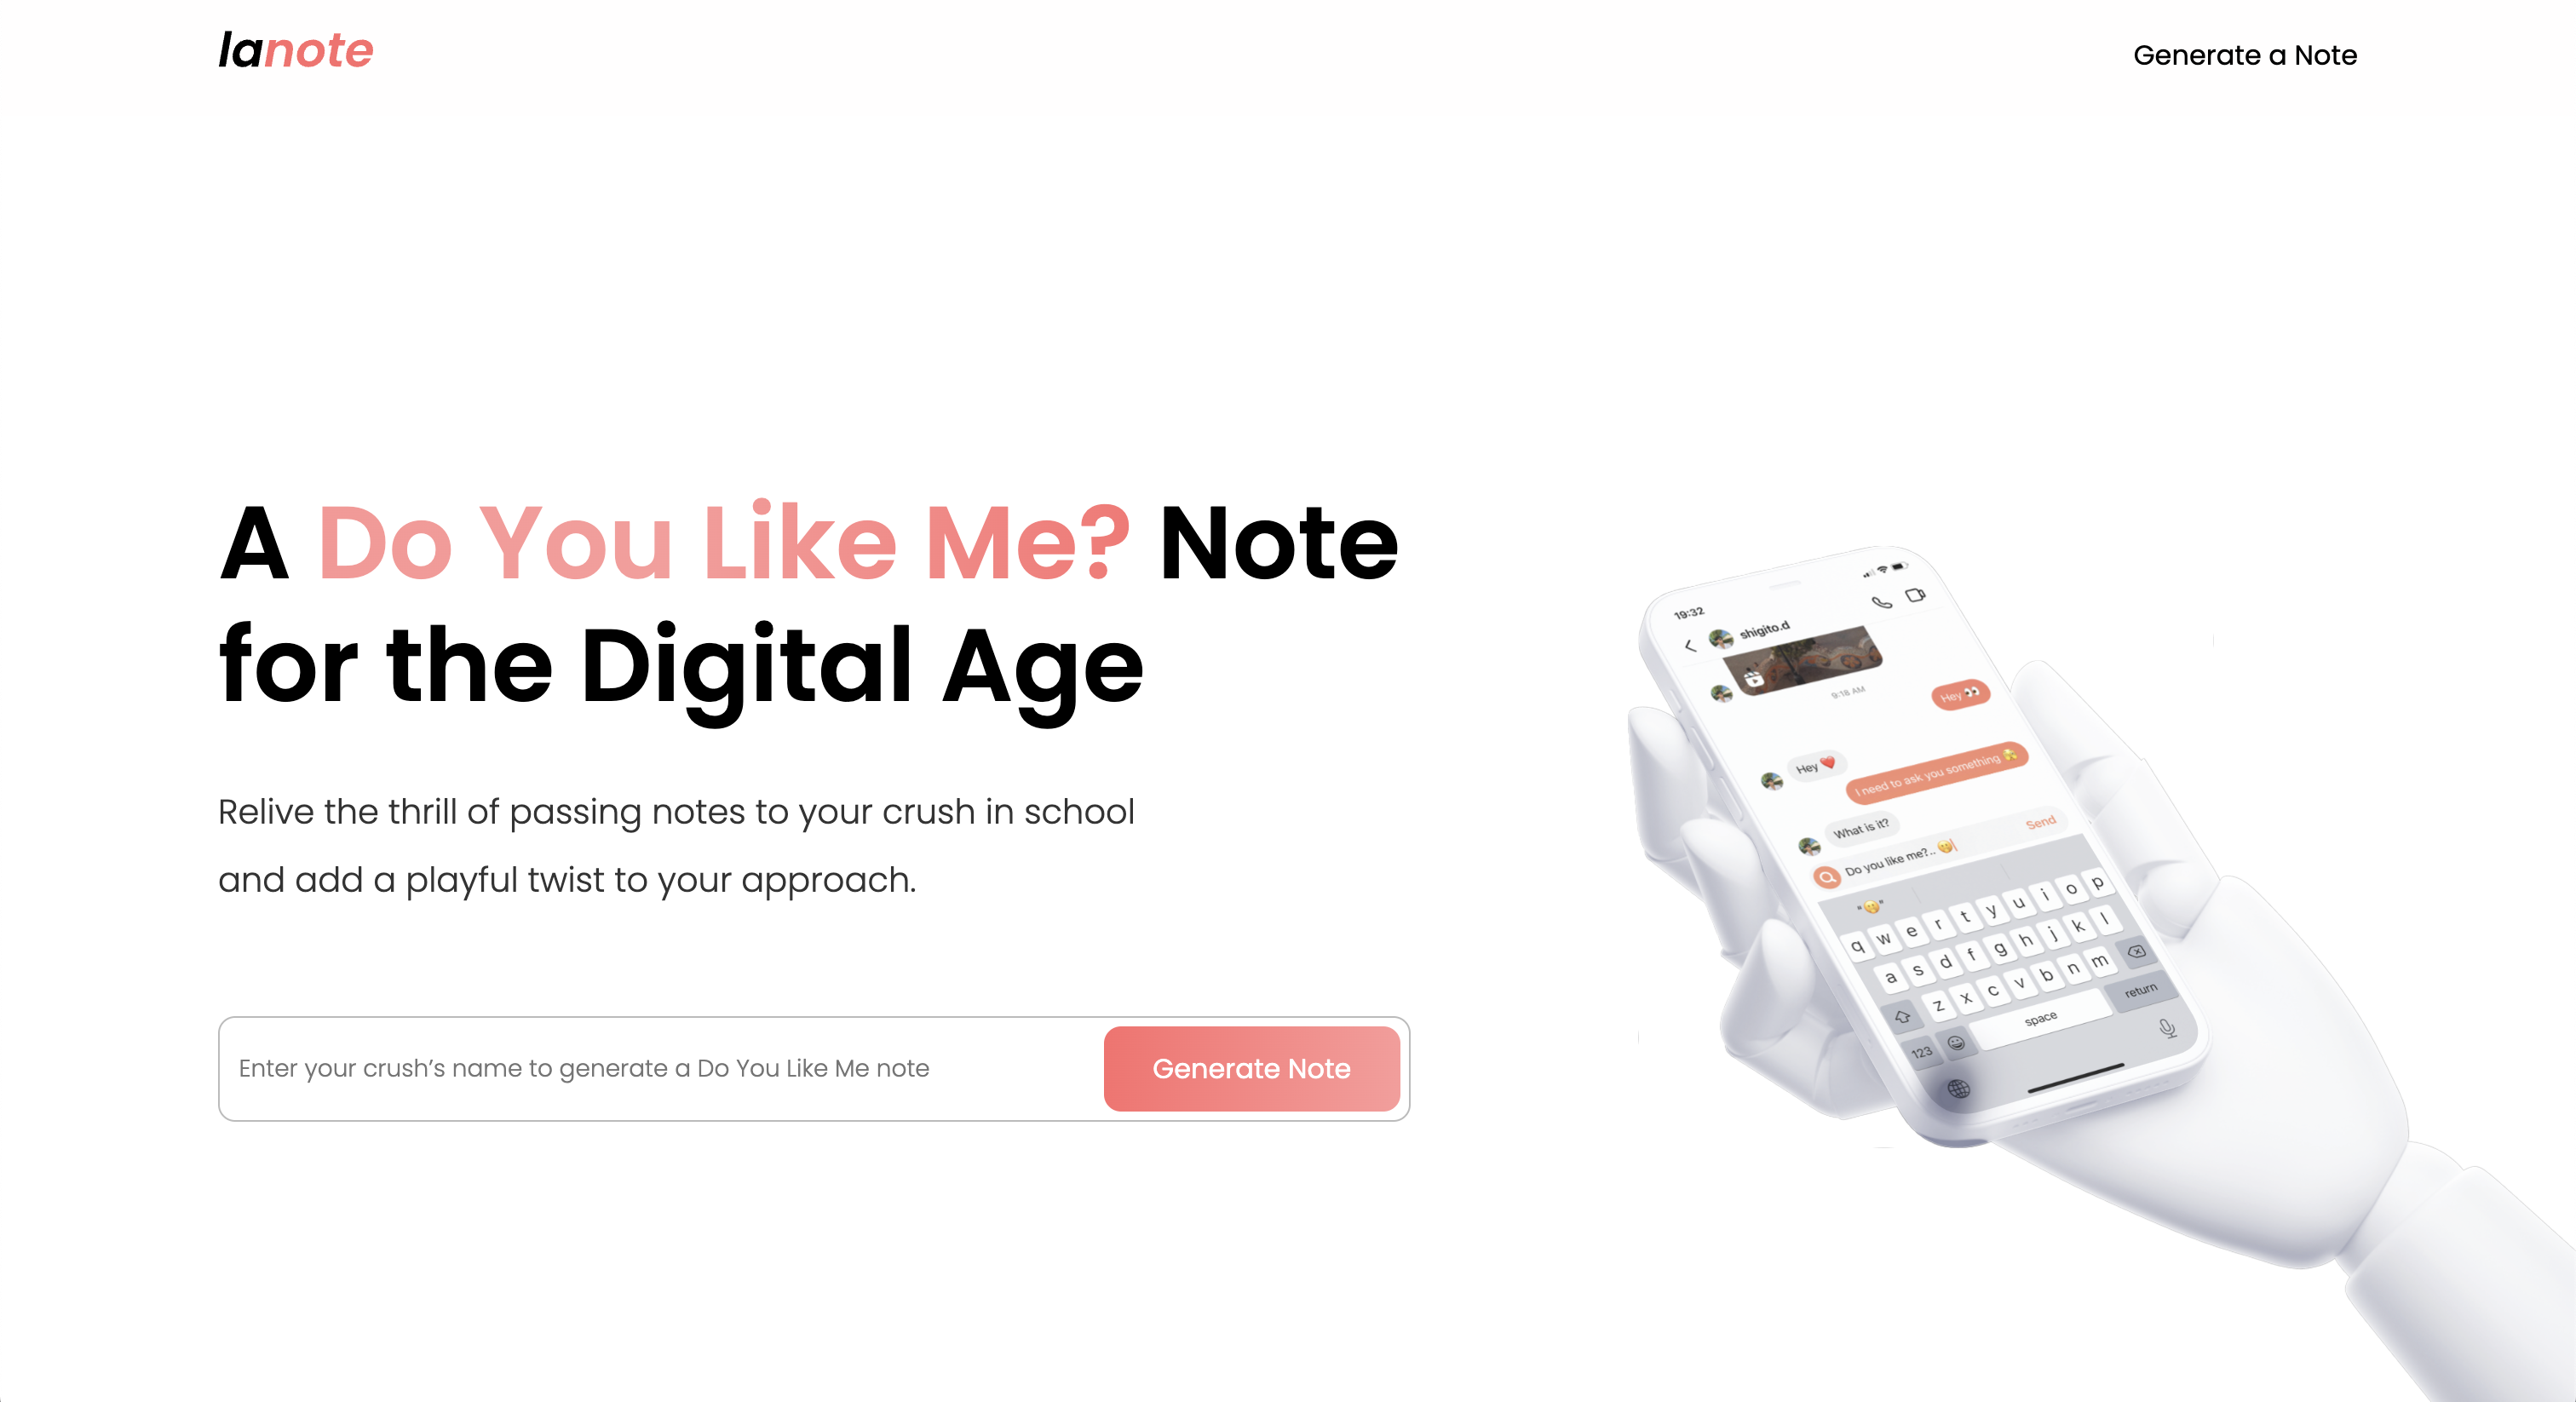 lanote
Generate a Note
A Do You Like Me? Note
for the Digital Age
Relive the thrill of passing notes to your crush in school
and add a playful twist to your approach.
Enter your crush’s name to generate a Do You Like Me note
Generate Note
19:32
shigito.d
9:18 AM
Hey 👀
Hey ❤️
I need to ask you something
What is it?
Send
Do you like me?..
q w e r t y u i o p
a s d f g h j k l
z x c v b n m
123
space
return